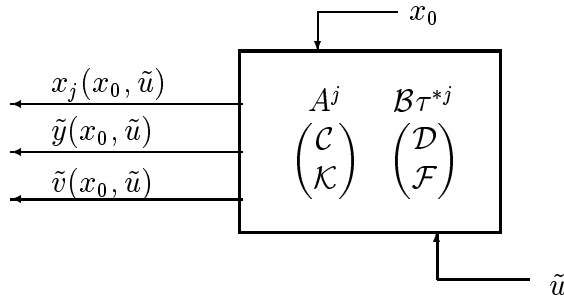 x_0
x_j(x_0, ũ)
A^j ℬτ^{*j}
ỹ(x_0, ũ)
(𝒞 𝒦) (𝒟 ℱ)
ṽ(x_0, ũ)
ũ